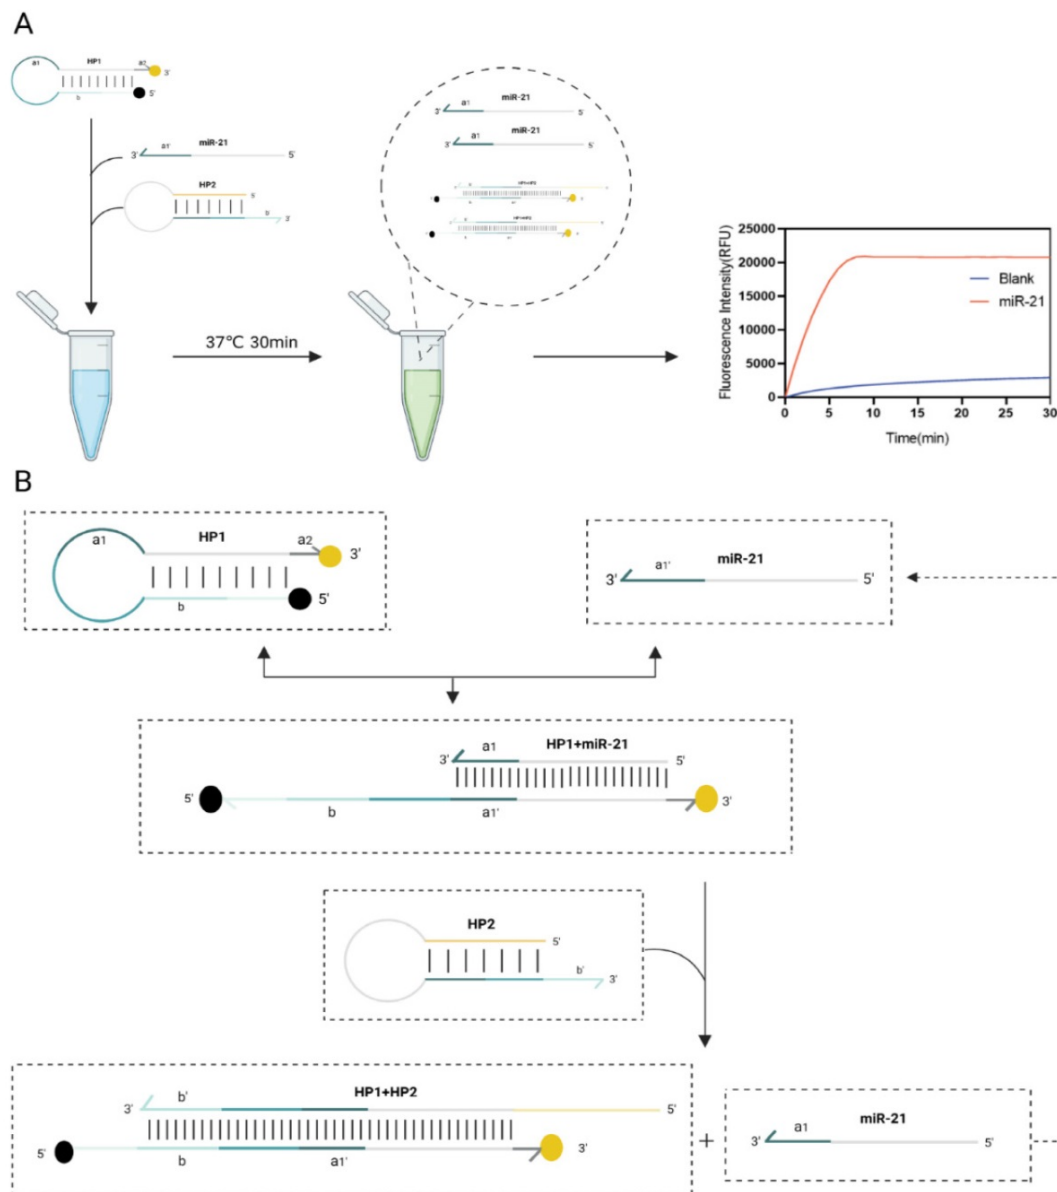 A
a1
HP1
a2
3'
b
5'
3'
a1'
miR-21
5'
HP2
5'
b'
3'
miR-21
3'
a1
5'
miR-21
3'
a1
5'
HP1+HP2
HP1+HP2
37℃ 30min
Fluorescence Intensity(RFU)
25000
20000
15000
10000
5000
0
Blank
miR-21
0
5
10
15
20
25
30
Time(min)
B
a1
HP1
a2
3'
b
5'
3'
a1'
miR-21
5'
3'
a1
HP1+miR-21
5'
5'
b
a1'
3'
HP2
5'
b'
3'
3'
b'
HP1+HP2
5'
5'
b
a1'
3'
+
3'
a1
miR-21
5'